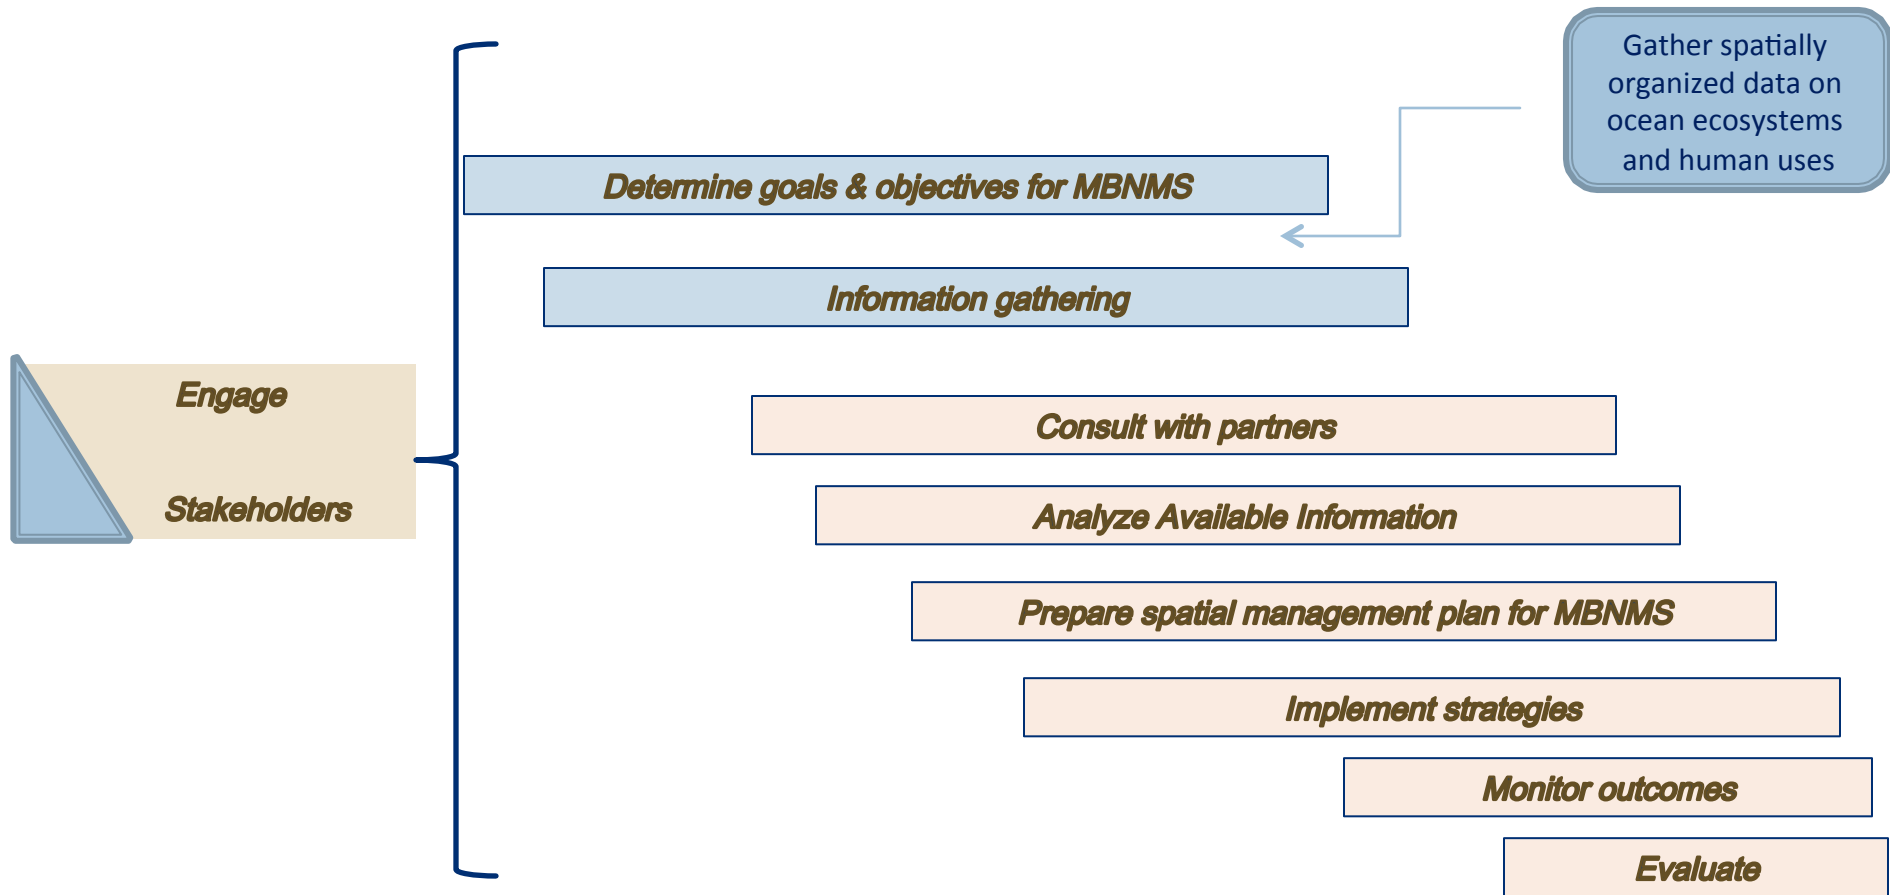 Gather spatially
organized data on
ocean ecosystems
and human uses
Determine goals & objectives for MBNMS
Information gathering
Engage
Stakeholders
Consult with partners
Analyze Available Information
Prepare spatial management plan for MBNMS
Implement strategies
Monitor outcomes
Evaluate